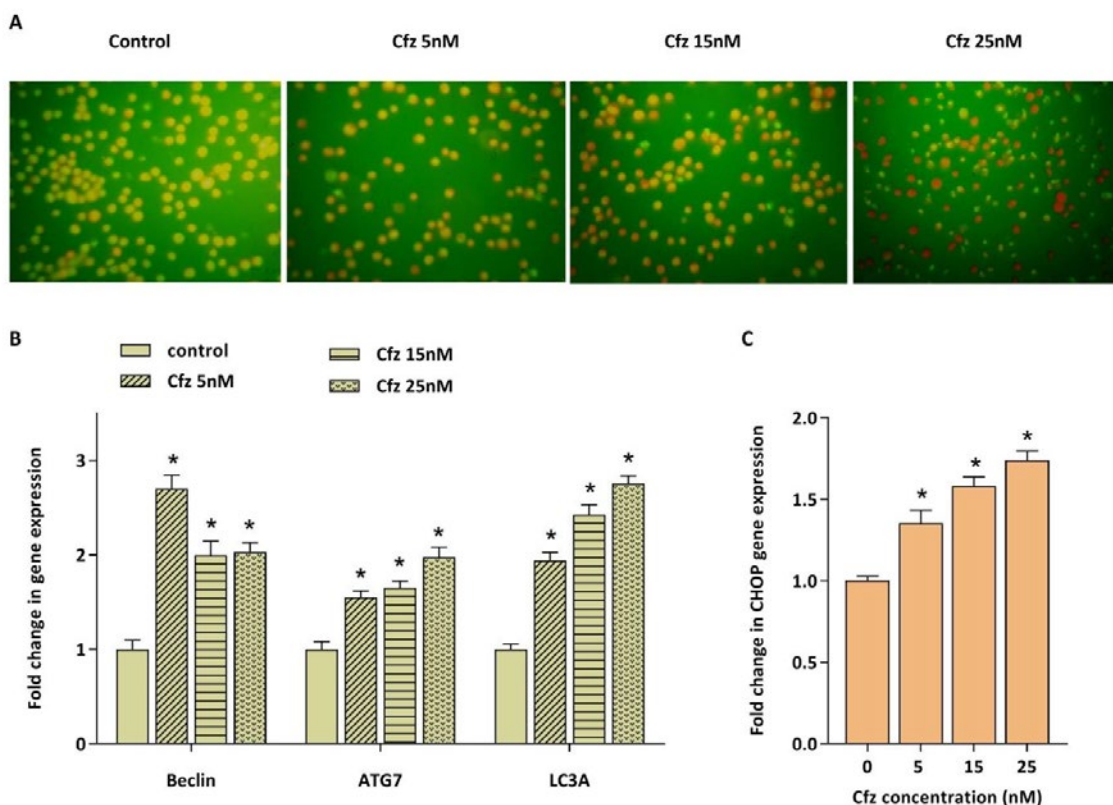 A
Control
Cfz 5nM
Cfz 15nM
Cfz 25nM
B
control
Cfz 15nM
Cfz 5nM
Cfz 25nM
Fold change in gene expression
3
2
1
0
* * * * * * * * *
Beclin ATG7 LC3A
C
Fold change in CHOP gene expression
2.0
1.5
1.0
0.5
0.0
* * *
0 5 15 25
Cfz concentration (nM)